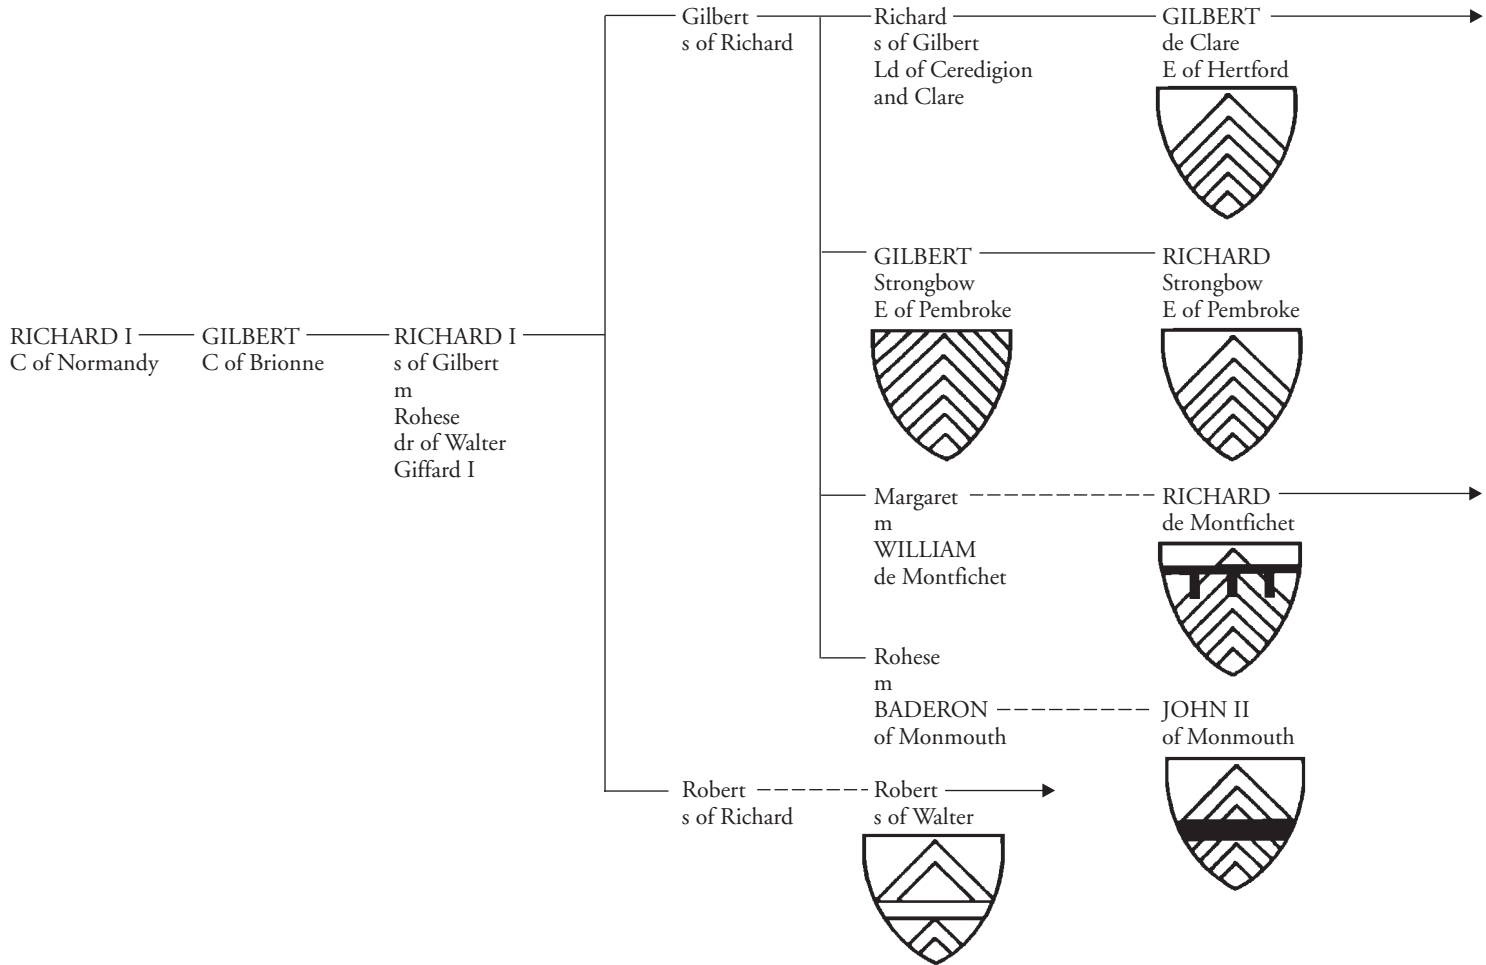 RICHARD I
C of Normandy
GILBERT
C of Brionne
RICHARD I
s of Gilbert
m
Rohese
dr of Walter
Giffard I
Gilbert
s of Richard
Richard
s of Gilbert
Ld of Ceredigion
and Clare
GILBERT
de Clare
E of Hertford
GILBERT
Strongbow
E of Pembroke
RICHARD
Strongbow
E of Pembroke
Margaret
m
WILLIAM
de Montfichet
RICHARD
de Montfichet
Rohese
m
BADERON
of Monmouth
JOHN II
of Monmouth
Robert
s of Richard
Robert
s of Walter